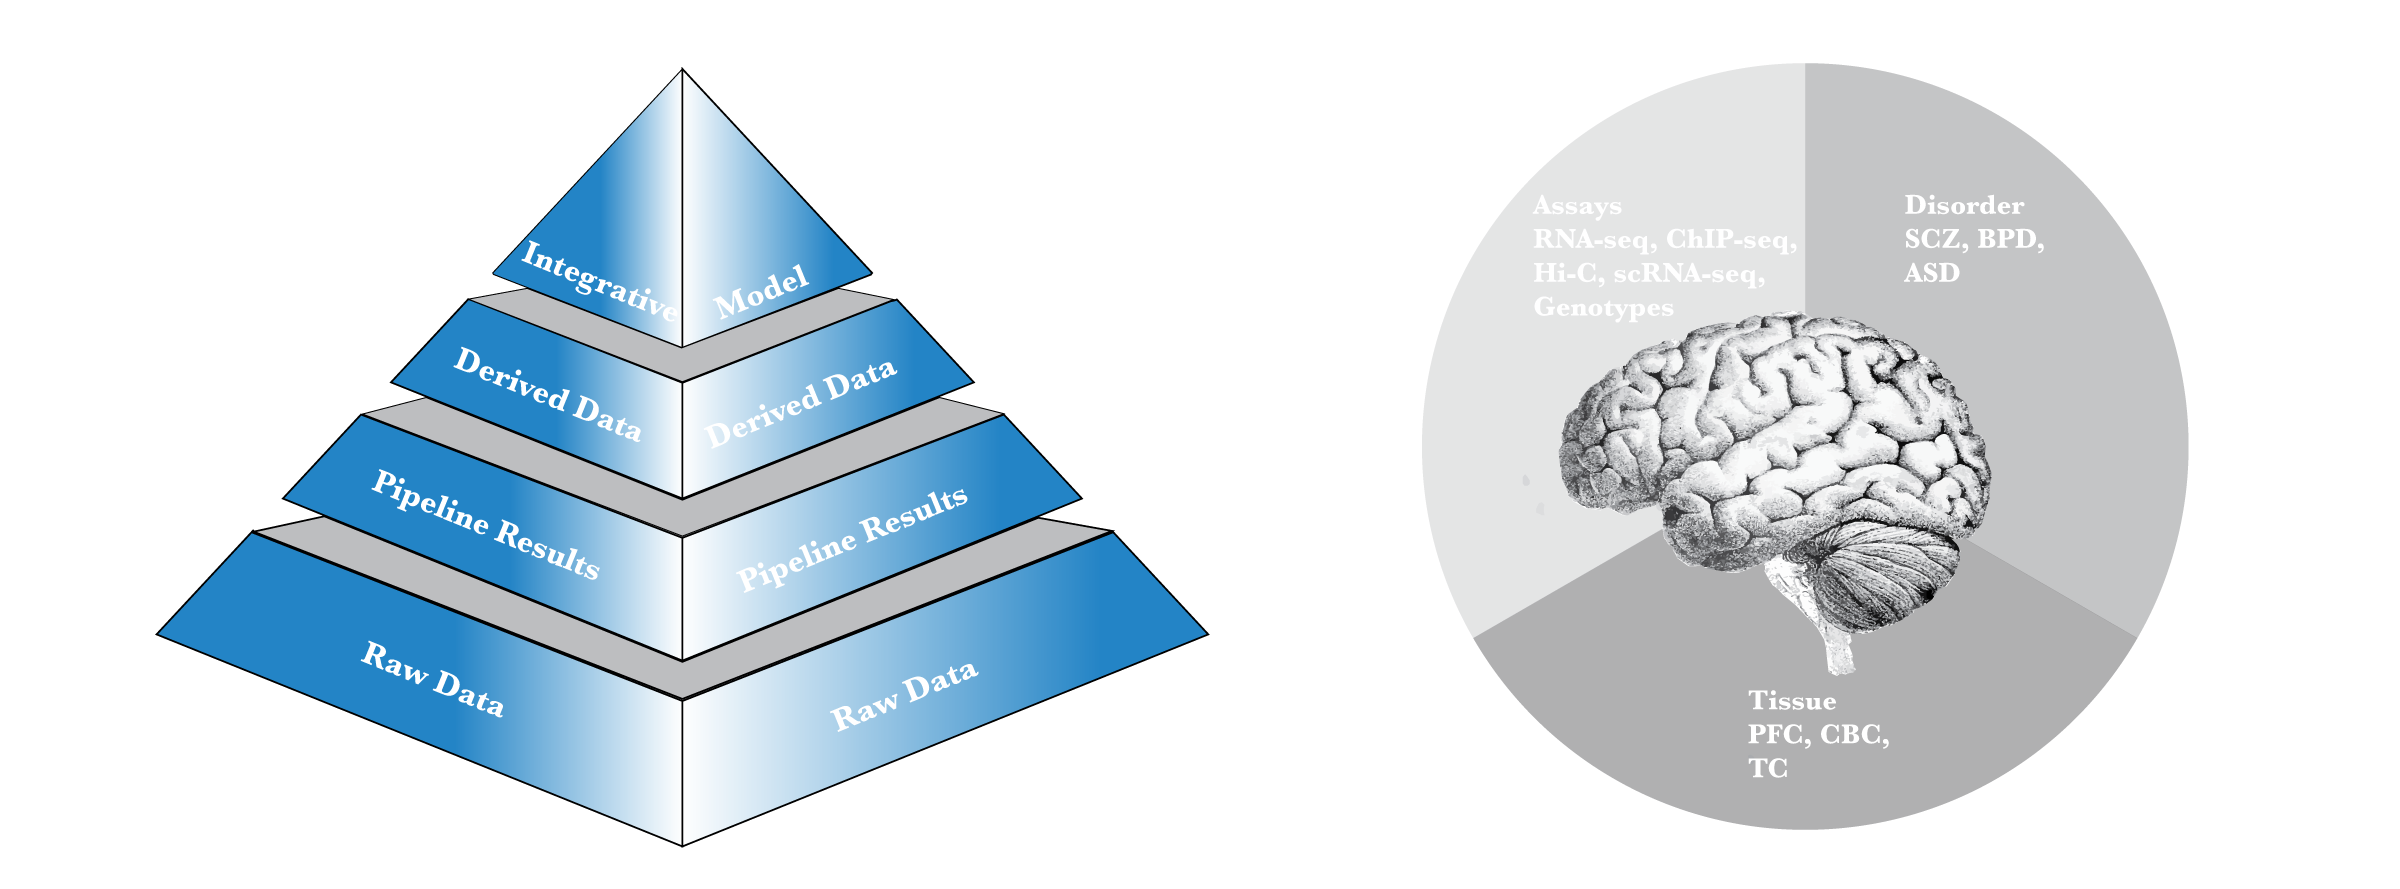 Integrative Model
Derived Data Derived Data
Pipeline Results Pipeline Results
Raw Data Raw Data
Assays
RNA-seq, ChIP-seq,
Hi-C, scRNA-seq,
Genotypes
Disorder
SCZ, BPD,
ASD
Tissue
PFC, CBC,
TC